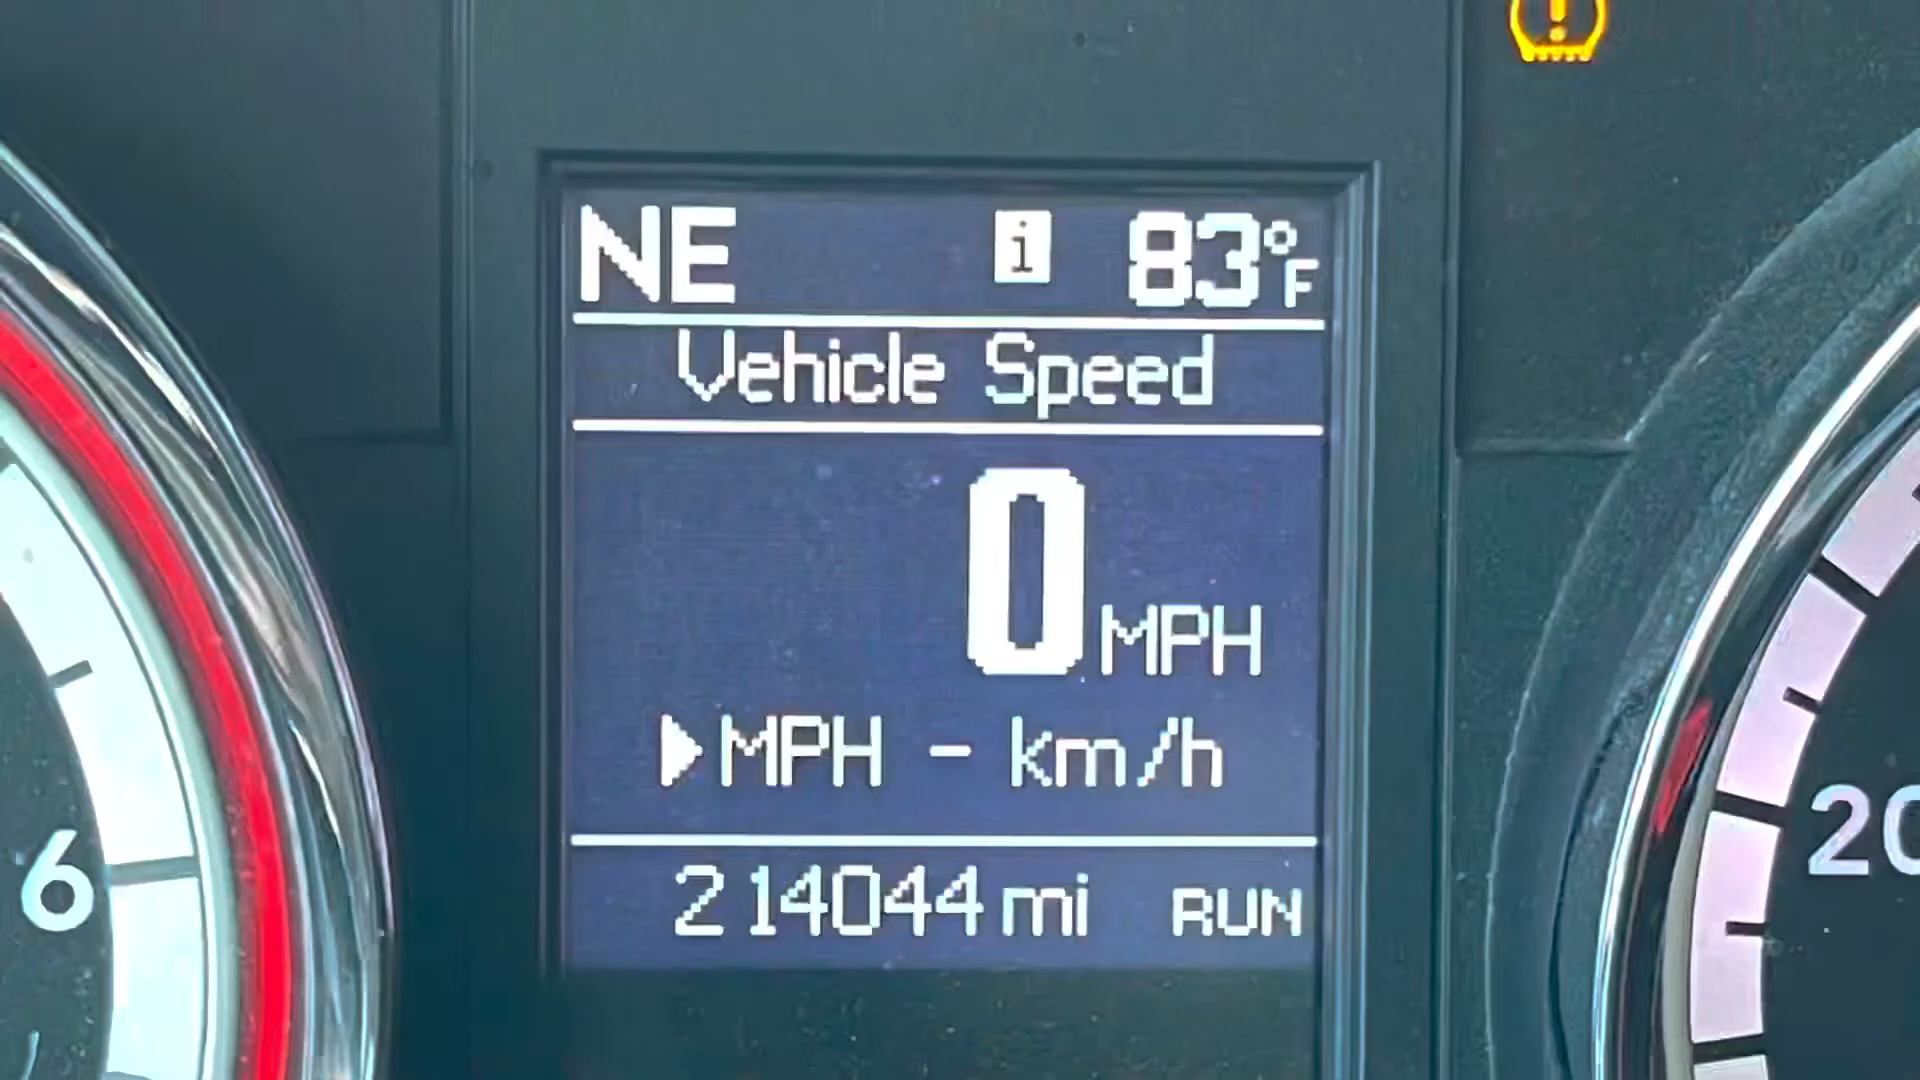 NE i 83°F
Vehicle Speed
0 MPH
▶MPH - km/h
214044 mi RUN
6
20